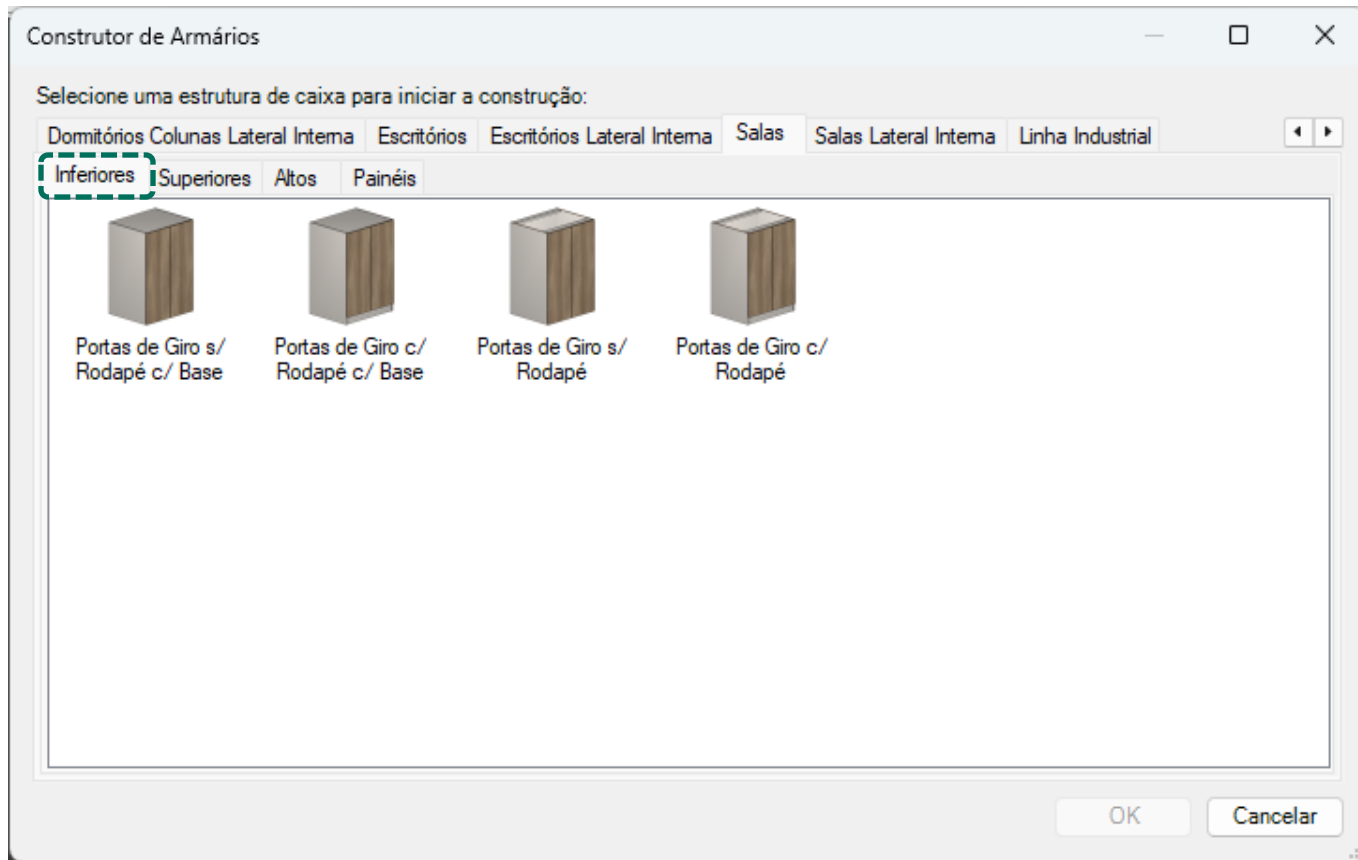 Construtor de Armários
Selecione uma estrutura de caixa para iniciar a construção:
Dormitórios Colunas Lateral Interna Escritórios Escritórios Lateral Interna Salas Salas Lateral Interna Linha Industrial
Inferiores Superiores Altos Painéis
Portas de Giro s/ Portas de Giro c/ Portas de Giro s/ Portas de Giro c/
Rodapé c/ Base Rodapé c/ Base Rodapé Rodapé
OK Cancelar